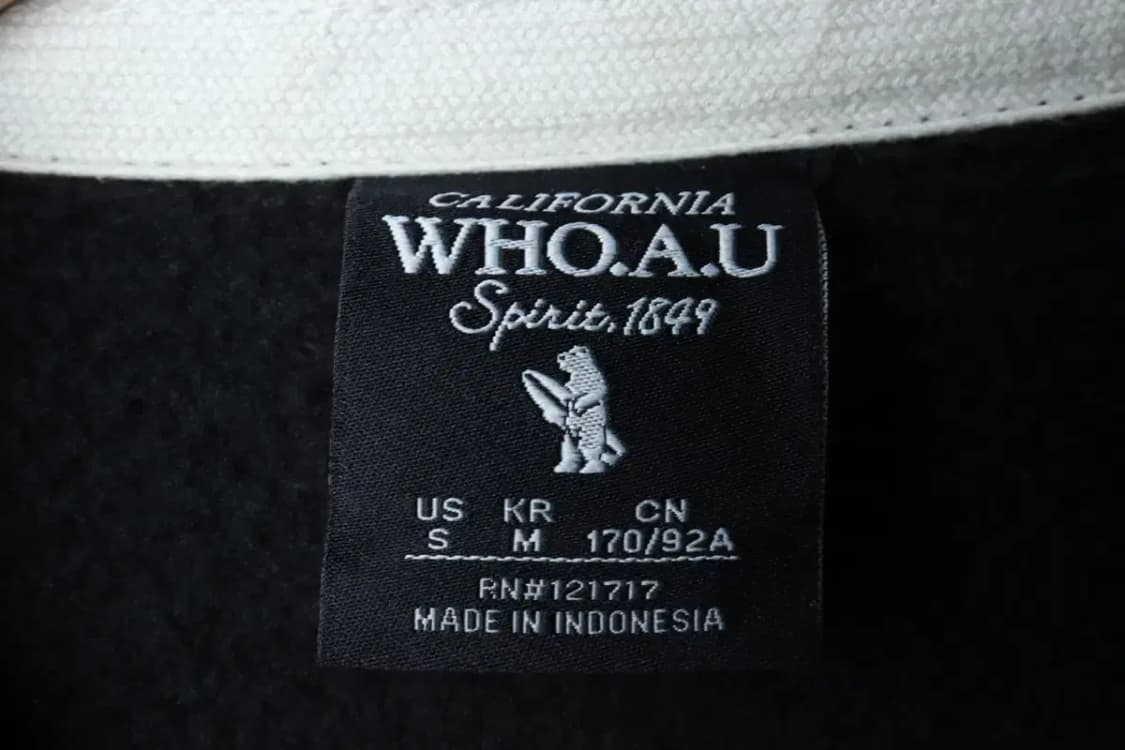 CALIFORNIA
WHO.A.U
Spirit, 1849
US KR CN
S M 170/92A
RN#121717
MADE IN INDONESIA